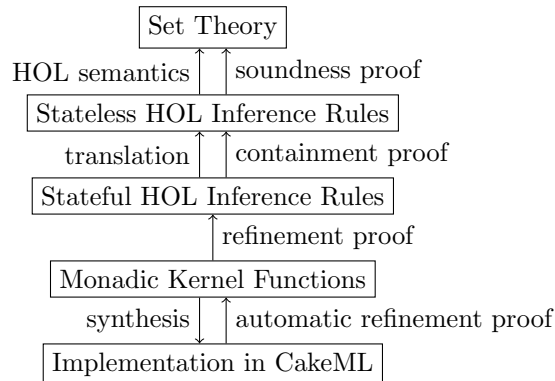 Set Theory
HOL semantics soundness proof
Stateless HOL Inference Rules
translation containment proof
Stateful HOL Inference Rules
refinement proof
Monadic Kernel Functions
synthesis automatic refinement proof
Implementation in CakeML